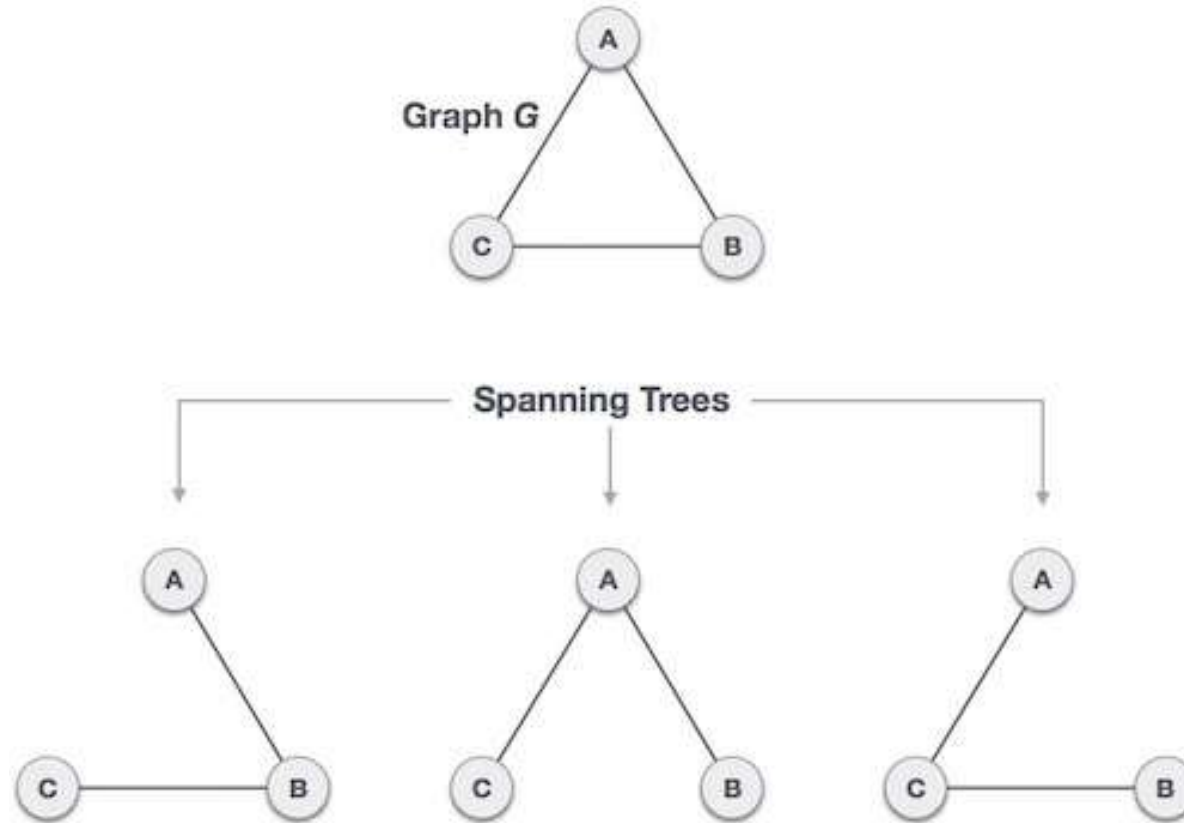 A
Graph G
C B
Spanning Trees
A A A
C B C B C B